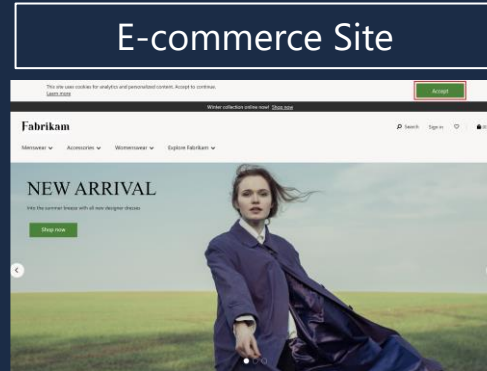 E-commerce Site
This site uses cookies for analytics and personalized content. Accept to continue.
Learn more
Accept
Winter collection online now! Shop now
Fabrikam
Search Sign in
Menswear Accessories Womenswear Explore Fabrikam
NEW ARRIVAL
Into the summer breeze with all new designer dresses
Shop now